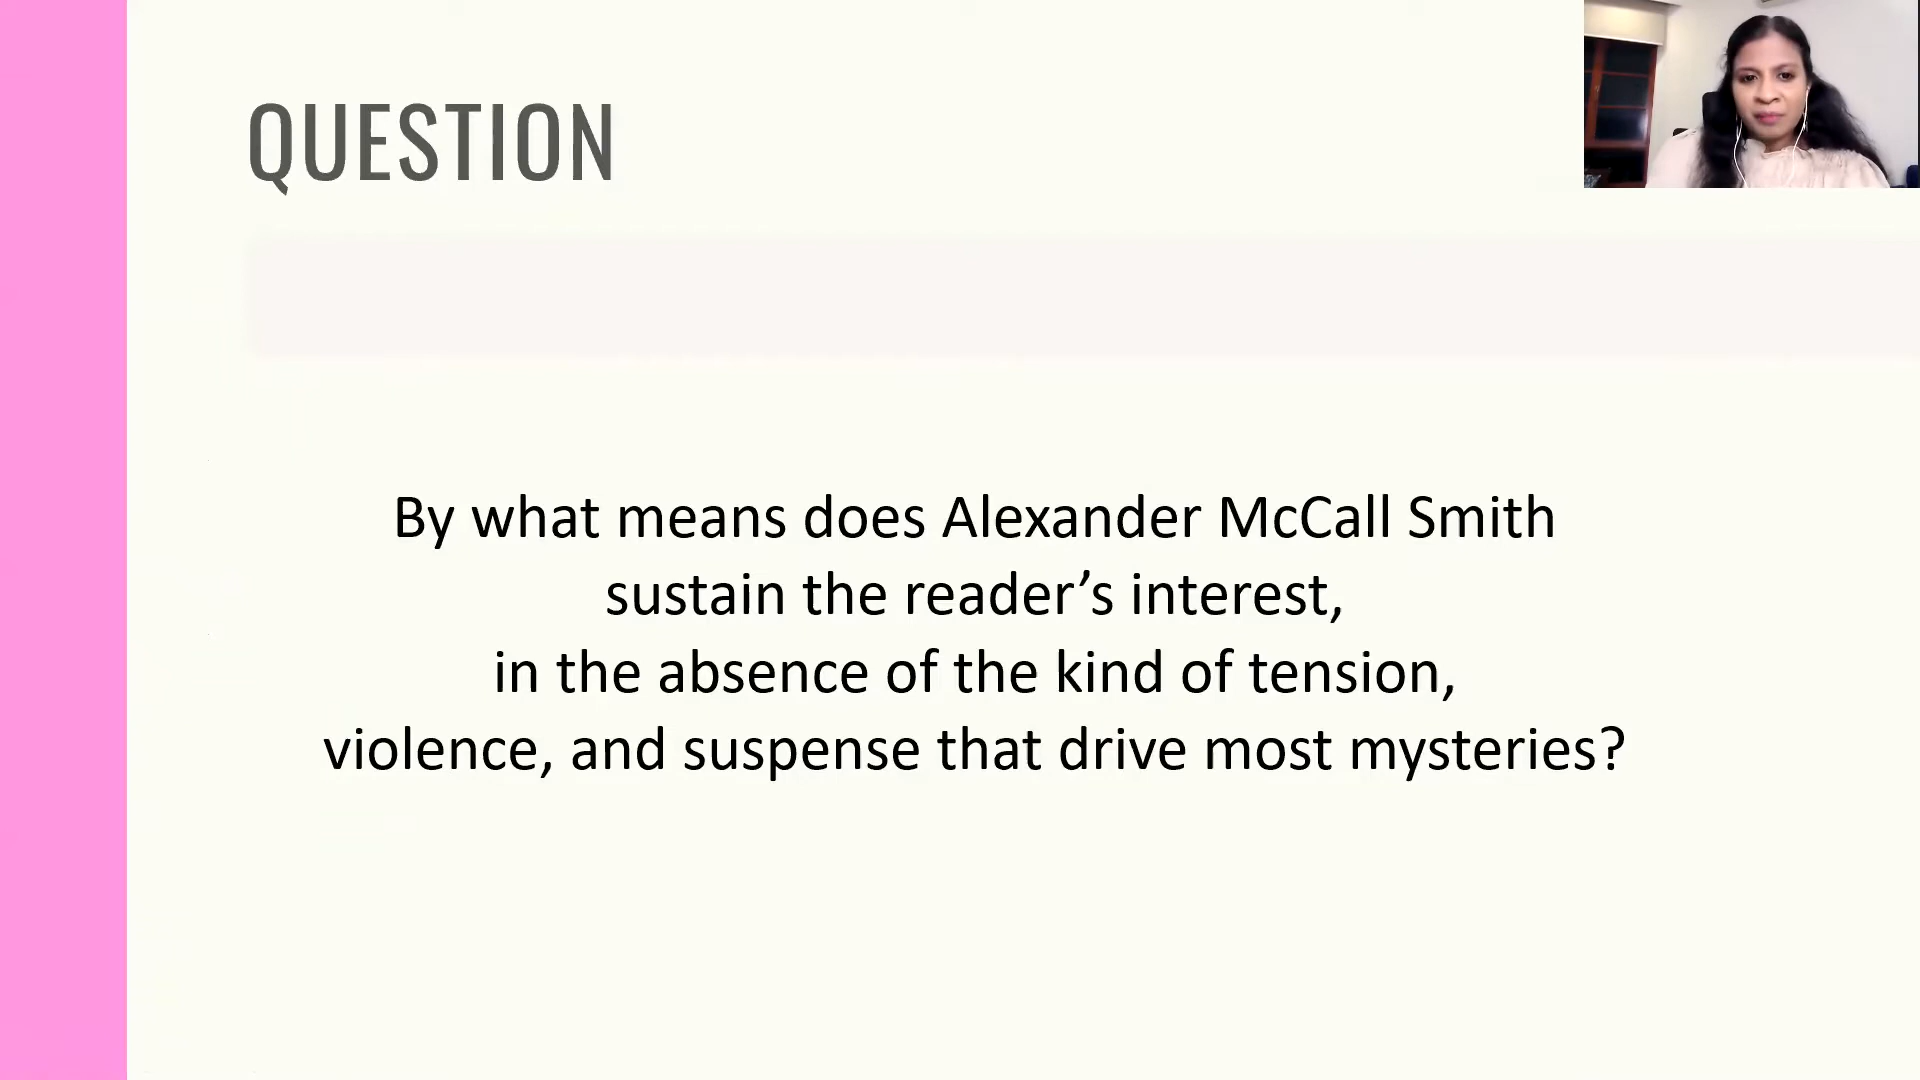 QUESTION
By what means does Alexander McCall Smith
sustain the reader’s interest,
in the absence of the kind of tension,
violence, and suspense that drive most mysteries?